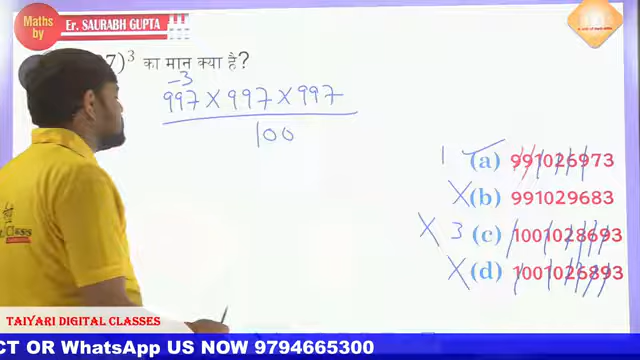 Maths by
Er. SAURABH GUPTA
7)³ का मान क्या है?
-3
997 × 997 × 997
100
1 (a) 991026973
X (b) 991029683
X 3 (c) 1001028693
X (d) 1001026893
TAIYARI DIGITAL CLASSES
CT OR WhatsApp US NOW 9794665300